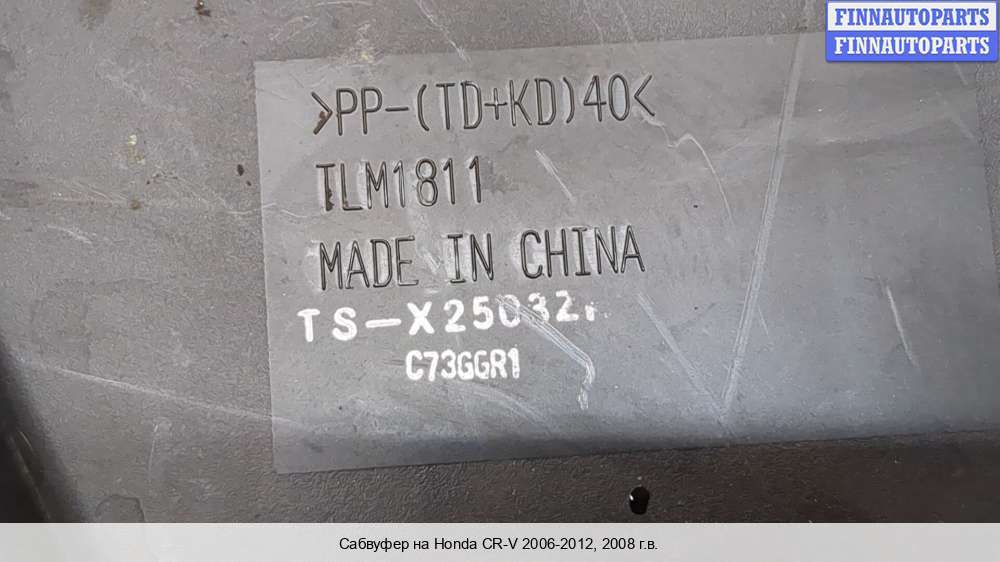 FINNAUTOPARTS
FINNAUTOPARTS
>PP-(TD+KD)40<
TLM1811
MADE IN CHINA
C73GGR1
Сабвуфер на Honda CR-V 2006-2012, 2008 г.в.